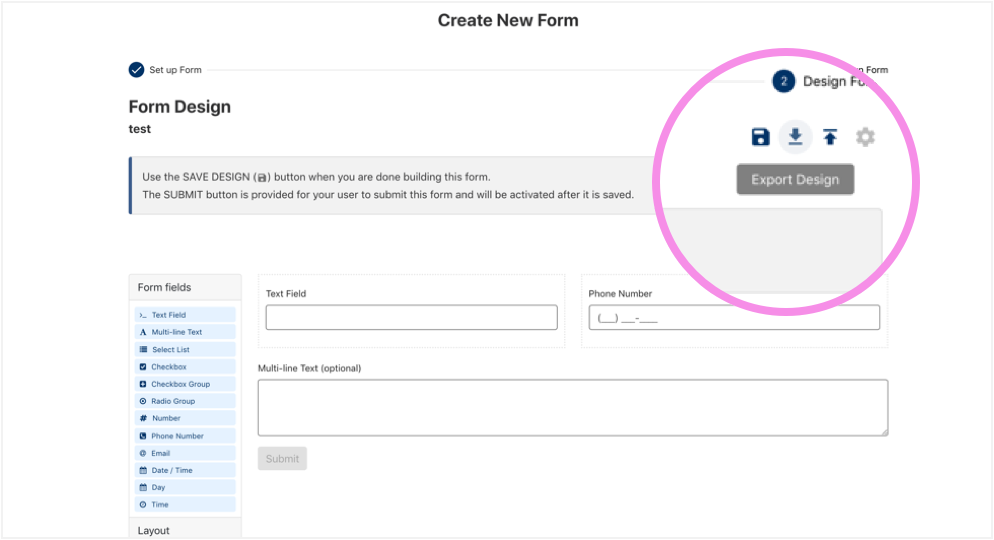 Create New Form
Set up Form
Form
2 Design Fo
Form Design
test
Export Design
Use the SAVE DESIGN ( ) button when you are done building this form.
The SUBMIT button is provided for your user to submit this form and will be activated after it is saved.
Form fields
Text Field
Multi-line Text
Select List
Checkbox
Checkbox Group
Radio Group
Number
Phone Number
Email
Date / Time
Day
Time
Layout
Text Field
Phone Number
(___) ___-____
Multi-line Text (optional)
Submit